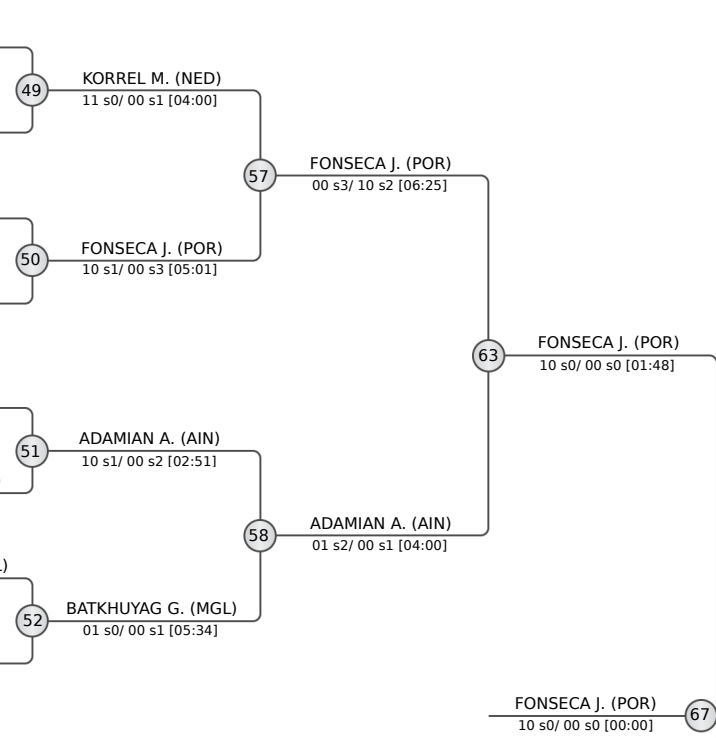 KORREL M. (NED)
49
11 s0/ 00 s1 [04:00]
FONSECA J. (POR)
57
00 s3/ 10 s2 [06:25]
FONSECA J. (POR)
50
10 s1/ 00 s3 [05:01]
FONSECA J. (POR)
63
10 s0/ 00 s0 [01:48]
ADAMIAN A. (AIN)
51
10 s1/ 00 s2 [02:51]
ADAMIAN A. (AIN)
58
01 s2/ 00 s1 [04:00]
BATKHUYAG G. (MGL)
52
01 s0/ 00 s1 [05:34]
FONSECA J. (POR)
67
10 s0/ 00 s0 [00:00]